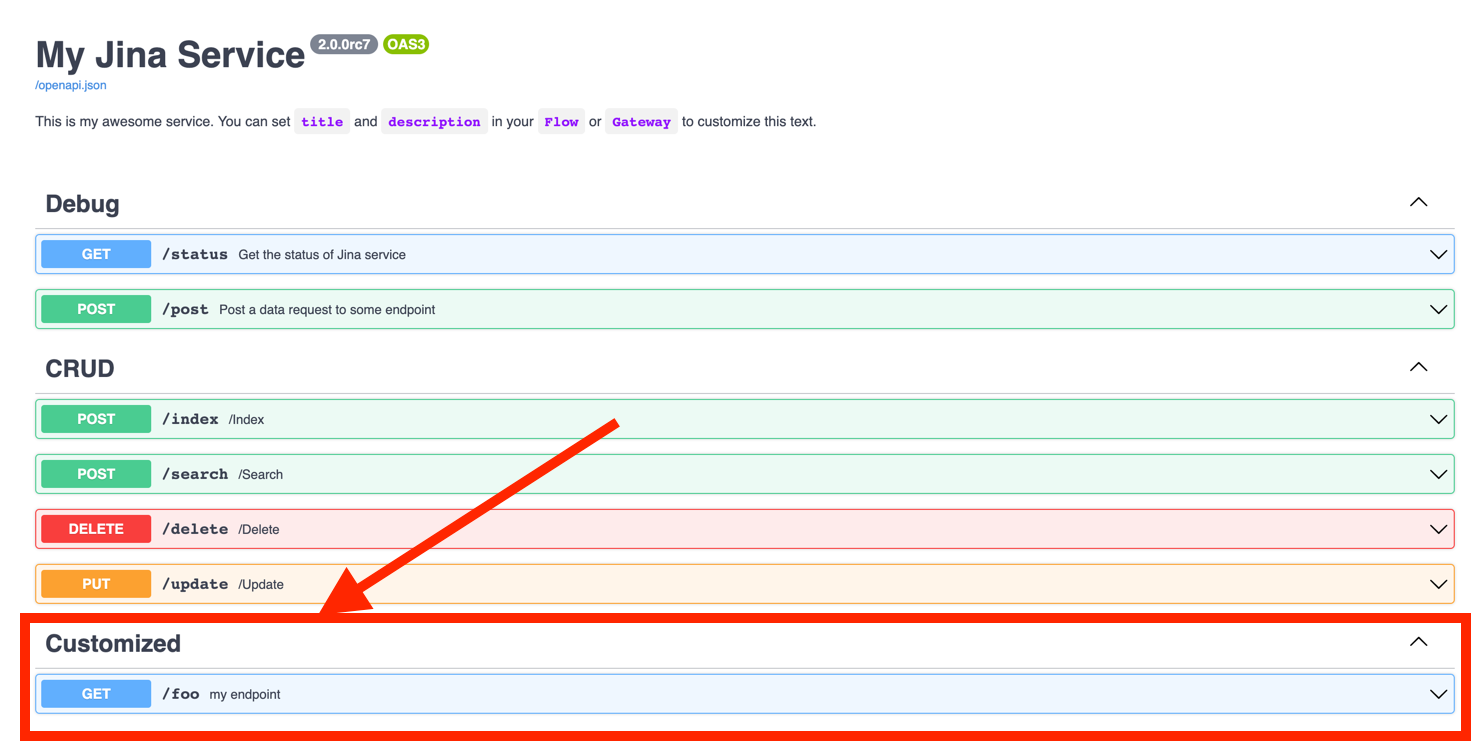 My Jina Service 2.0.0rc7 OAS3
/openapi.json
This is my awesome service. You can set title and description in your Flow or Gateway to customize this text.
Debug
GET /status Get the status of Jina service
POST /post Post a data request to some endpoint
CRUD
POST /index /Index
POST /search /Search
DELETE /delete /Delete
PUT /update /Update
Customized
GET /foo my endpoint